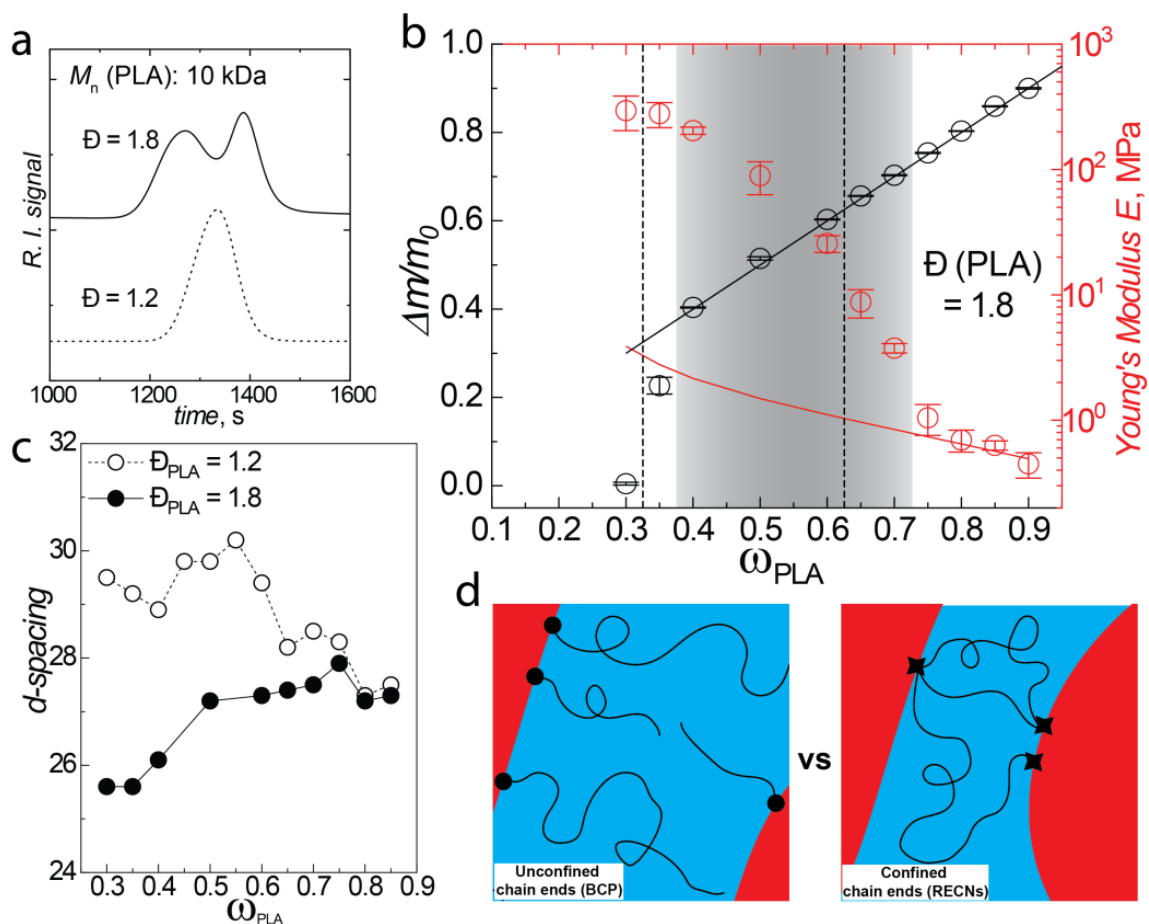 a
Mn (PLA): 10 kDa
Đ = 1.8
Đ = 1.2
R. I. signal
1000 1200 1400 1600
time, s
b
1.0
0.8
0.6
0.4
0.2
0.0
Δm/m0
0.1 0.2 0.3 0.4 0.5 0.6 0.7 0.8 0.9
ωPLA
Đ (PLA)
= 1.8
10³
10²
10¹
10⁰
Young's Modulus E, MPa
c
ĐPLA = 1.2
ĐPLA = 1.8
32
30
28
26
24
d-spacing
0.3 0.4 0.5 0.6 0.7 0.8 0.9
ωPLA
d
Unconfined
chain ends (BCP)
vs
Confined
chain ends (RECNs)